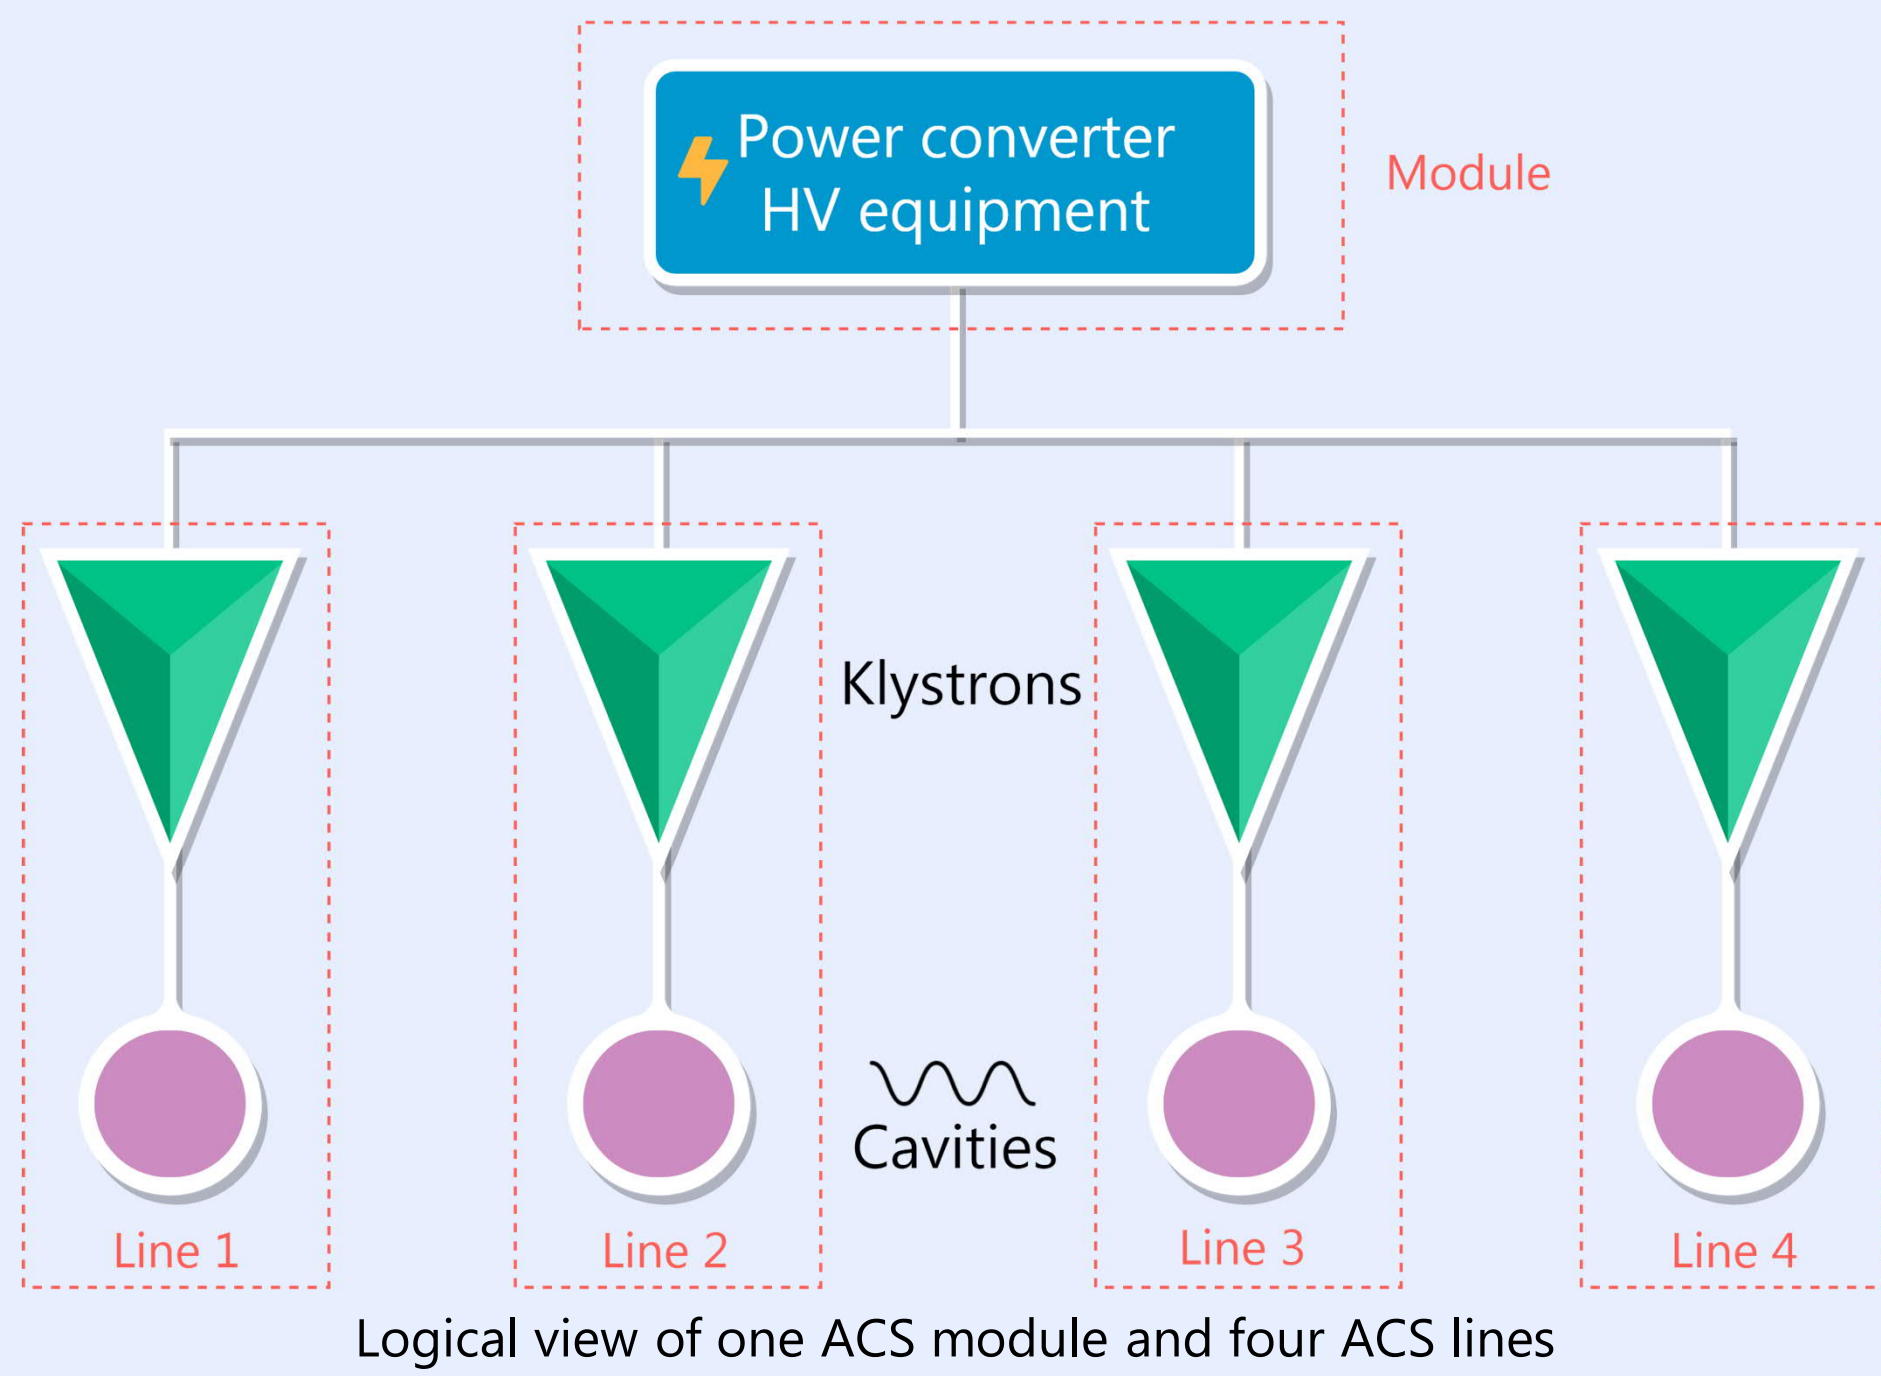 Power converter
HV equipment
Module
Klystrons
Cavities
Line 1
Line 2
Line 3
Line 4
Logical view of one ACS module and four ACS lines